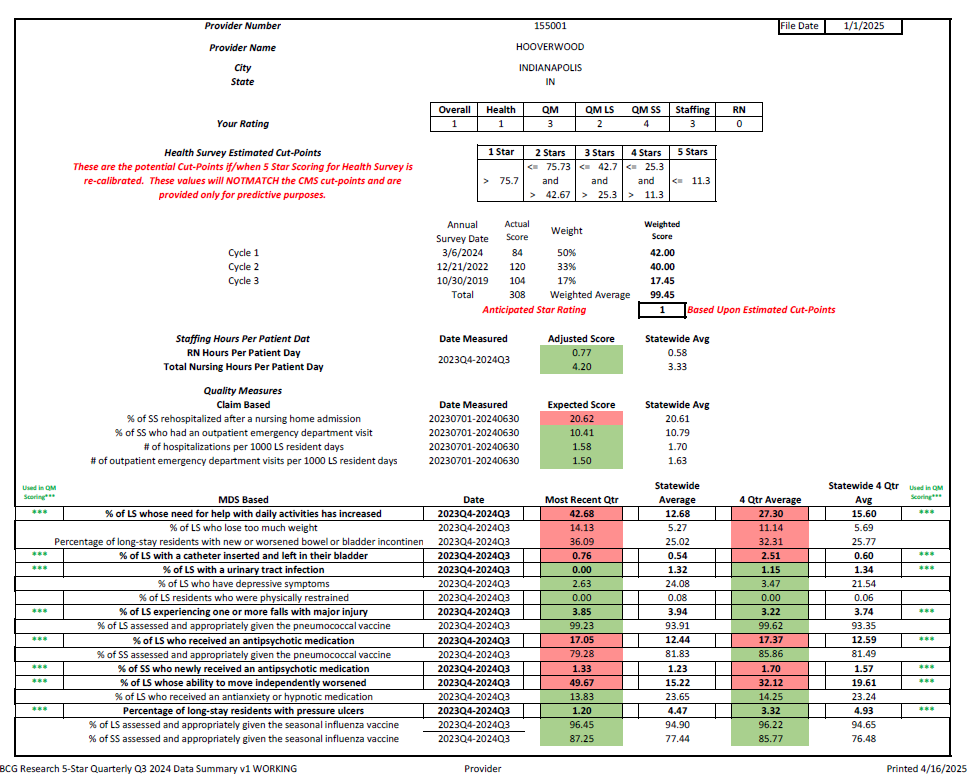 Provider Number 155001 File Date 1/1/2025
Provider Name HOOVERWOOD
City INDIANAPOLIS
State IN
Overall Health QM QM LS QM SS Staffing RN
Your Rating 1 1 3 2 4 3 0
Health Survey Estimated Cut-Points
These are the potential Cut-Points if/when 5 Star Scoring for Health Survey is
re-calibrated. These values will NOTMATCH the CMS cut-points and are
provided only for predictive purposes.
1 Star 2 Stars 3 Stars 4 Stars 5 Stars
<= 75.73 <= 42.7 <= 25.3
> 75.7 and and and <= 11.3
> 42.67 > 25.3 > 11.3
Annual Actual Weight Weighted
Survey Date Score Score
Cycle 1 3/6/2024 84 50% 42.00
Cycle 2 12/21/2022 120 33% 40.00
Cycle 3 10/30/2019 104 17% 17.45
Total 308 Weighted Average 99.45
Anticipated Star Rating 1 Based Upon Estimated Cut-Points
Staffing Hours Per Patient Dat Date Measured Adjusted Score Statewide Avg
RN Hours Per Patient Day 2023Q4-2024Q3 0.77 0.58
Total Nursing Hours Per Patient Day 4.20 3.33
Quality Measures
Claim Based Date Measured Expected Score Statewide Avg
% of SS rehospitalized after a nursing home admission 20230701-20240630 20.62 20.61
% of SS who had an outpatient emergency department visit 20230701-20240630 10.41 10.79
# of hospitalizations per 1000 LS resident days 20230701-20240630 1.58 1.70
# of outpatient emergency department visits per 1000 LS resident days 20230701-20240630 1.50 1.63
Used in QM Statewide Statewide 4 Qtr Used in QM
Scoring*** MDS Based Date Most Recent Qtr Average 4 Qtr Average Avg Scoring***
*** % of LS whose need for help with daily activities has increased 2023Q4-2024Q3 42.68 12.68 27.30 15.60 ***
% of LS who lose too much weight 2023Q4-2024Q3 14.13 5.27 11.14 5.69
Percentage of long-stay residents with new or worsened bowel or bladder incontinen 2023Q4-2024Q3 36.09 25.02 32.31 25.77
*** % of LS with a catheter inserted and left in their bladder 2023Q4-2024Q3 0.76 0.54 2.51 0.60 ***
*** % of LS with a urinary tract infection 2023Q4-2024Q3 0.00 1.32 1.15 1.34 ***
% of LS who have depressive symptoms 2023Q4-2024Q3 2.63 24.08 3.47 21.54
% of LS residents who were physically restrained 2023Q4-2024Q3 0.00 0.08 0.00 0.06
*** % of LS experiencing one or more falls with major injury 2023Q4-2024Q3 3.85 3.94 3.22 3.74 ***
% of LS assessed and appropriately given the pneumococcal vaccine 2023Q4-2024Q3 99.23 93.91 99.62 93.35
*** % of LS who received an antipsychotic medication 2023Q4-2024Q3 17.05 12.44 17.37 12.59 ***
% of SS assessed and appropriately given the pneumococcal vaccine 2023Q4-2024Q3 79.28 81.83 85.86 81.49
*** % of SS who newly received an antipsychotic medication 2023Q4-2024Q3 1.33 1.23 1.70 1.57 ***
*** % of LS whose ability to move independently worsened 2023Q4-2024Q3 49.67 15.22 32.12 19.61 ***
% of LS who received an antianxiety or hypnotic medication 2023Q4-2024Q3 13.83 23.65 14.25 23.24
*** Percentage of long-stay residents with pressure ulcers 2023Q4-2024Q3 1.20 4.47 3.32 4.93 ***
% of LS assessed and appropriately given the seasonal influenza vaccine 2023Q4-2024Q3 96.45 94.90 96.22 94.65
% of SS assessed and appropriately given the seasonal influenza vaccine 2023Q4-2024Q3 87.25 77.44 85.77 76.48
BCG Research 5-Star Quarterly Q3 2024 Data Summary v1 WORKING Provider Printed 4/16/2025